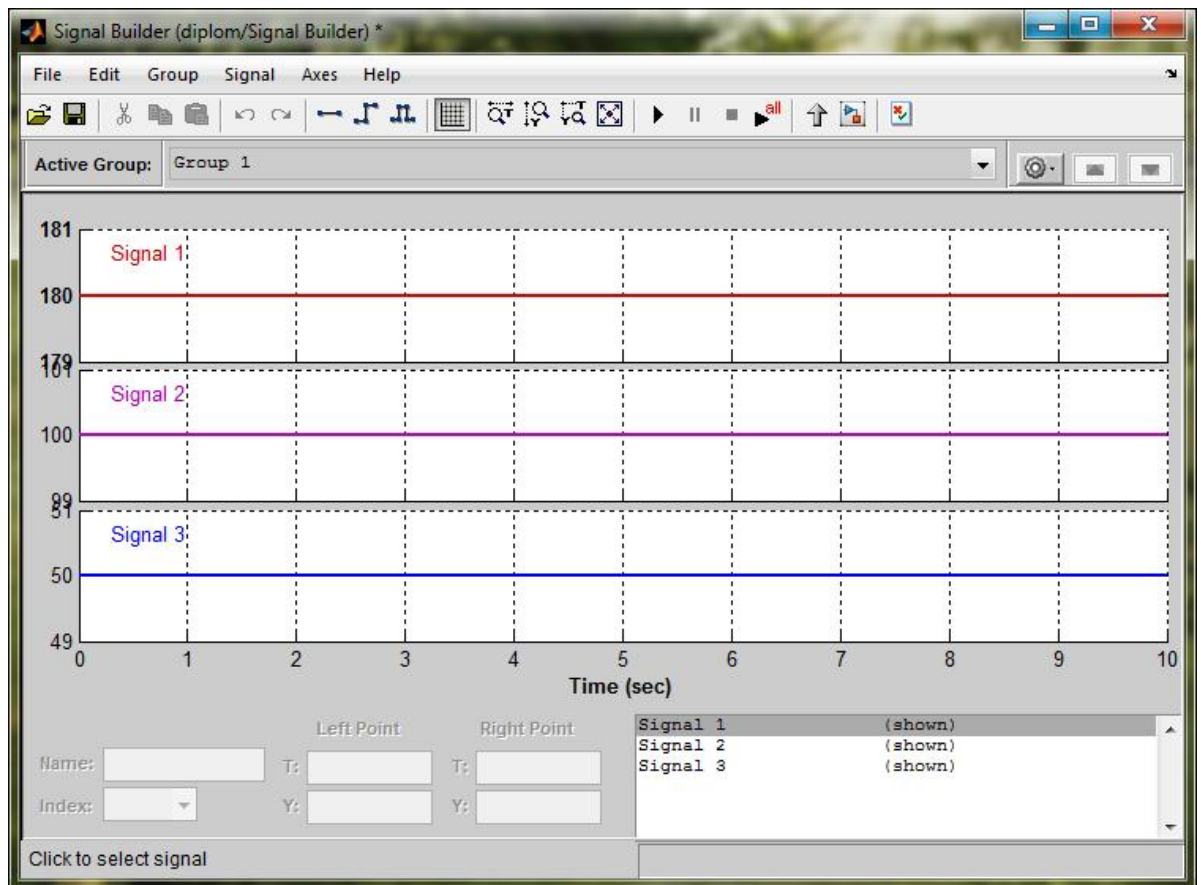 Signal Builder (diplom/Signal Builder) *
File Edit Group Signal Axes Help
all
Active Group: Group 1
181
Signal 1
180
179
101
Signal 2
100
99
51
Signal 3
50
49
0 1 2 3 4 5 6 7 8 9 10
Time (sec)
Left Point Right Point
Name: T: T:
Index: Y: Y:
Signal 1 (shown)
Signal 2 (shown)
Signal 3 (shown)
Click to select signal